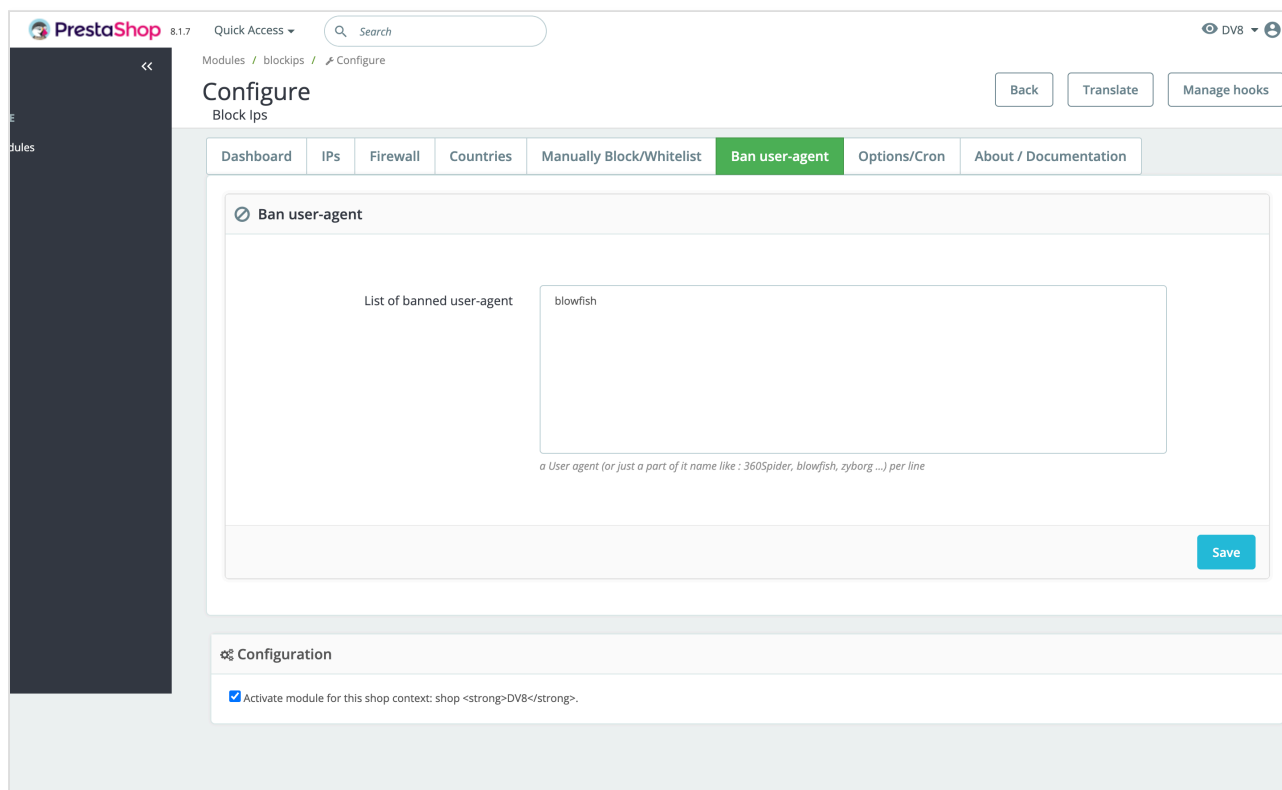 PrestaShop 8.1.7 Quick Access Search DV8
Modules / blockips / Configure
Configure
Block Ips
Back Translate Manage hooks
E
dules
Dashboard IPs Firewall Countries Manually Block/Whitelist Ban user-agent Options/Cron About / Documentation
Ban user-agent
List of banned user-agent blowfish
a User agent (or just a part of it name like : 360Spider, blowfish, zyborg ...) per line
Save
Configuration
Activate module for this shop context: shop <strong>DV8</strong>.